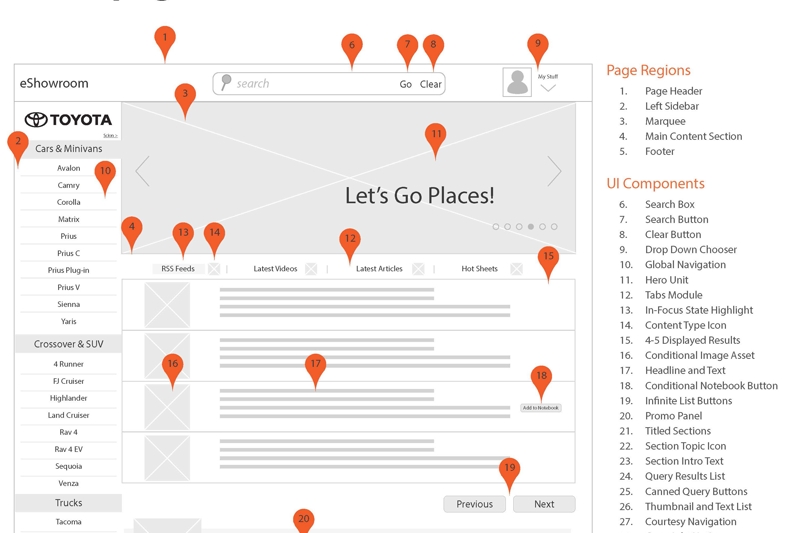 1
6
7
8
9
eShowroom
search
Go
Clear
My Stuff
3
TOYOTA
2
Cars & Minivans
11
Avalon
10
Camry
Corolla
Let's Go Places!
Matrix
4
13
14
12
Prius
Prius C
15
Prius Plug-in
RSS Feeds
Latest Videos
Latest Articles
Hot Sheets
Prius V
Sienna
Yaris
Crossover & SUV
16
17
4 Runner
18
FJ Cruiser
Highlander
Add to Notebook
Land Cruiser
Rav 4
Rav 4 EV
Sequoia
19
Venza
Trucks
Previous
Next
Tacoma
20
Page Regions
1. Page Header
2. Left Sidebar
3. Marquee
4. Main Content Section
5. Footer
UI Components
6. Search Box
7. Search Button
8. Clear Button
9. Drop Down Chooser
10. Global Navigation
11. Hero Unit
12. Tabs Module
13. In-Focus State Highlight
14. Content Type Icon
15. 4-5 Displayed Results
16. Conditional Image Asset
17. Headline and Text
18. Conditional Notebook Button
19. Infinite List Buttons
20. Promo Panel
21. Titled Sections
22. Section Topic Icon
23. Section Intro Text
24. Query Results List
25. Canned Query Buttons
26. Thumbnail and Text List
27. Courtesy Navigation